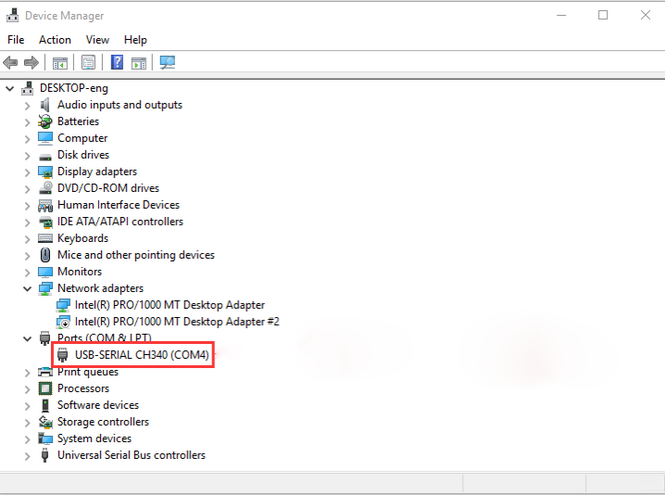 Device Manager
File Action View Help
DESKTOP-eng
Audio inputs and outputs
Batteries
Computer
Disk drives
Display adapters
DVD/CD-ROM drives
Human Interface Devices
IDE ATA/ATAPI controllers
Keyboards
Mice and other pointing devices
Monitors
Network adapters
Intel(R) PRO/1000 MT Desktop Adapter
Intel(R) PRO/1000 MT Desktop Adapter #2
Ports (COM & LPT)
USB-SERIAL CH340 (COM4)
Print queues
Processors
Software devices
Storage controllers
System devices
Universal Serial Bus controllers